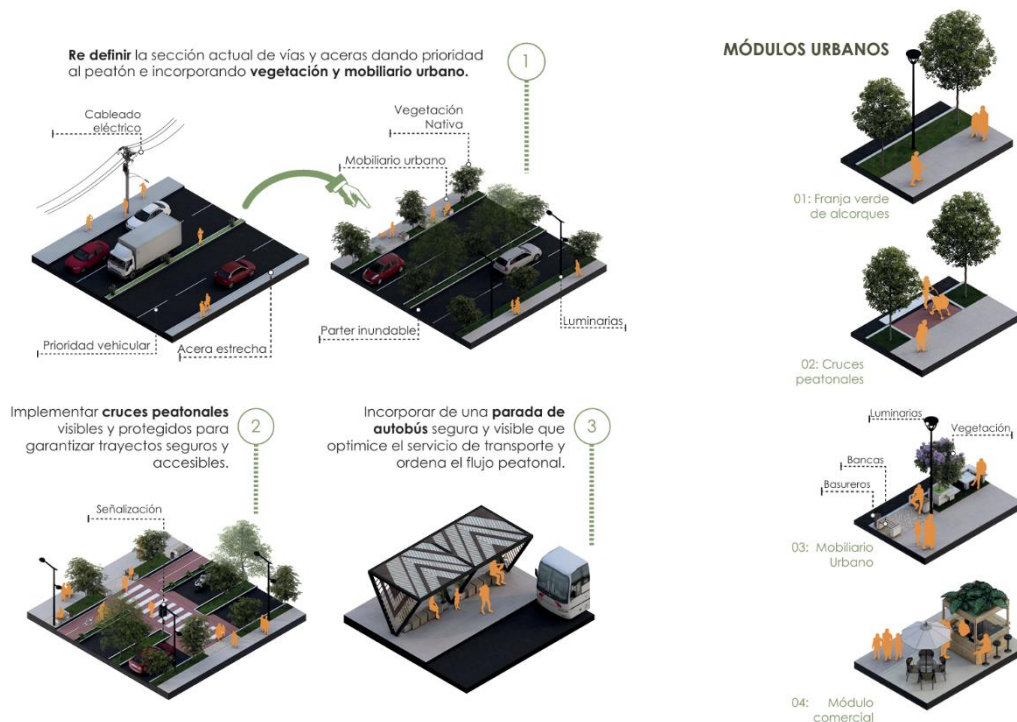 Re definir la sección actual de vías y aceras dando prioridad
al peatón e incorporando vegetación y mobiliario urbano.
1
Cableado
eléctrico
Vegetación
Nativa
Mobiliario urbano
Prioridad vehicular
Acera estrecha
Parter inundable
Luminarias
Implementar cruces peatonales
visibles y protegidos para
garantizar trayectos seguros y
accesibles.
2
Señalización
Incorporar de una parada de
autobús segura y visible que
optimice el servicio de transporte y
ordena el flujo peatonal.
3
MÓDULOS URBANOS
01: Franja verde
de alcorques
02: Cruces
peatonales
Luminarias
Vegetación
Bancas
Basureros
03: Mobiliario
Urbano
04: Módulo
comercial